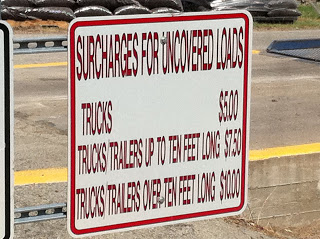 SURCHARGES FOR UNCOVERED LOADS
TRUCKS $5.00
TRUCKS/TRAILERS UP TO TEN FEET LONG $7.50
TRUCKS/TRAILERS OVER TEN FEET LONG $10.00